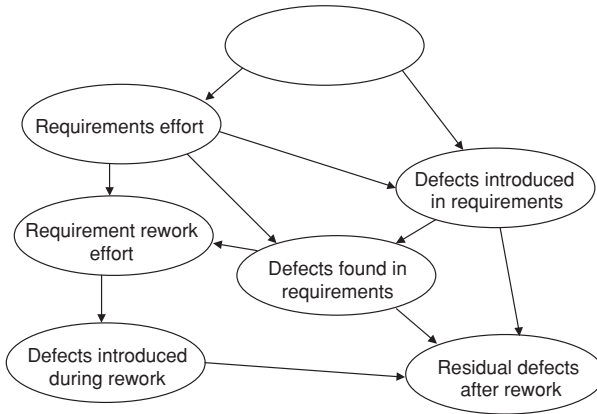 Requirements effort
Defects introduced
in requirements
Requirement rework
effort
Defects found in
requirements
Defects introduced
during rework
Residual defects
after rework